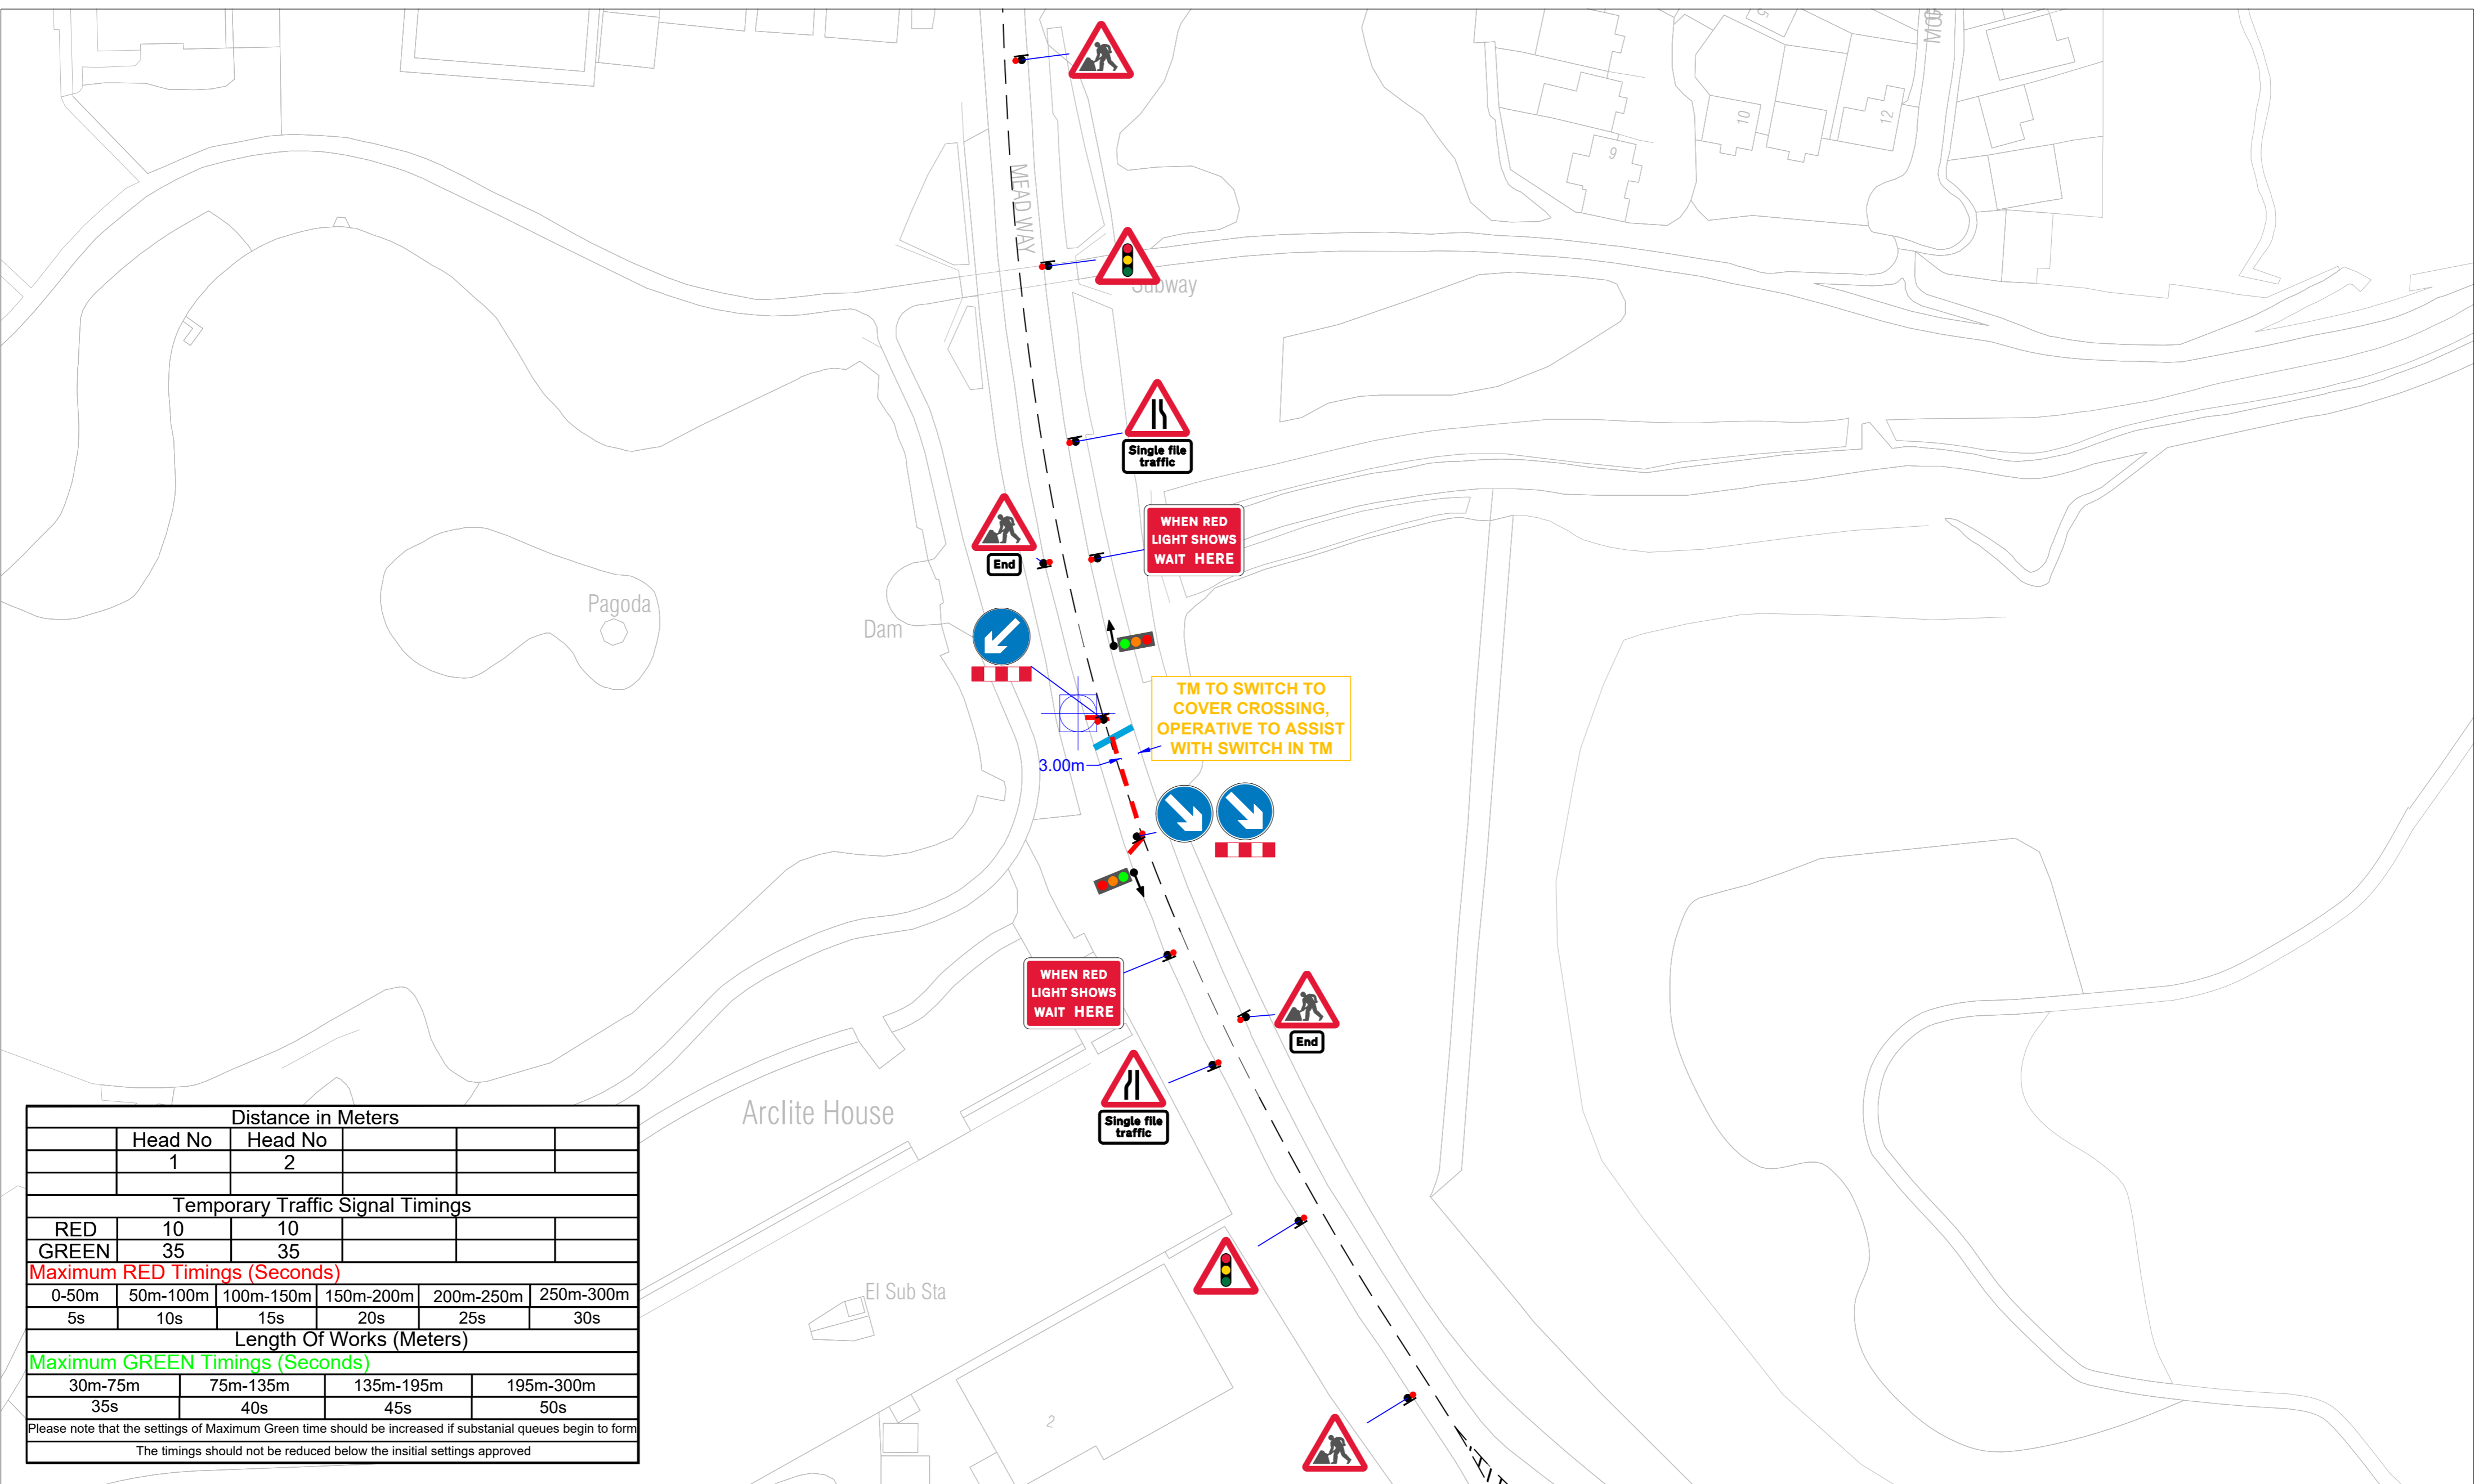 5
MEAD WAY
10
12
9
Subway
Single file
traffic
WHEN RED
LIGHT SHOWS
WAIT HERE
End
Pagoda
Dam
TM TO SWITCH TO
COVER CROSSING,
OPERATIVE TO ASSIST
WITH SWITCH IN TM
3.00m
WHEN RED
LIGHT SHOWS
WAIT HERE
End
Single file
traffic
Arclite House
El Sub Sta
2
Distance in Meters
Head No Head No
1 2
Temporary Traffic Signal Timings
RED 10 10
GREEN 35 35
Maximum RED Timings (Seconds)
0-50m 50m-100m 100m-150m 150m-200m 200m-250m 250m-300m
5s 10s 15s 20s 25s 30s
Length Of Works (Meters)
Maximum GREEN Timings (Seconds)
30m-75m 75m-135m 135m-195m 195m-300m
35s 40s 45s 50s
Please note that the settings of Maximum Green time should be increased if substanial queues begin to form
The timings should not be reduced below the insitial settings approved